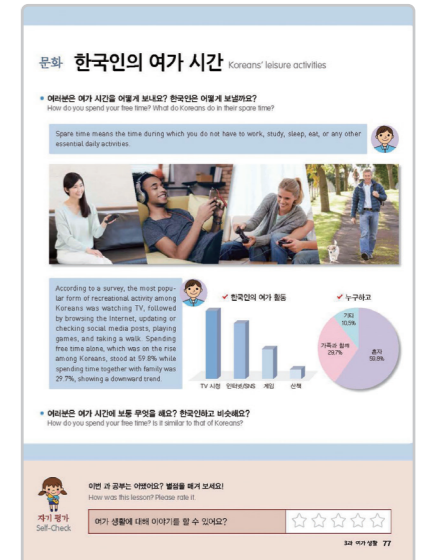 문화 한국인의 여가 시간 Koreans' leisure activities
• 여러분은 여가 시간을 어떻게 보내요? 한국인은 어떻게 보낼까요?
How do you spend your free time? What do Koreans do in their spare time?
Spare time means the time during which you do not have to work, study, sleep, eat, or any other
essential daily activities.
According to a survey, the most popu-
lar form of recreational activity among
Koreans was watching TV, followed
by browsing the Internet, updating or
checking social media posts, playing
games, and taking a walk. Spending
free time alone, which was on the rise
among Koreans, stood at 59.8% while
spending time together with family was
29.7%, showing a downward trend.
✓ 한국인의 여가 활동
TV 시청 인터넷/SNS 게임 산책
✓ 누구하고
기타
10.5%
가족과 함께
29.7%
혼자
59.8%
• 여러분은 여가 시간에 보통 무엇을 해요? 한국인하고 비슷해요?
How do you spend your free time? Is it similar to that of Koreans?
자기 평가
Self-Check
이번 과 공부는 어땠어요? 별점을 매겨 보세요!
How was this lesson? Please rate it
여가 생활에 대해 이야기를 할 수 있어요?
3과 여가 생활 77